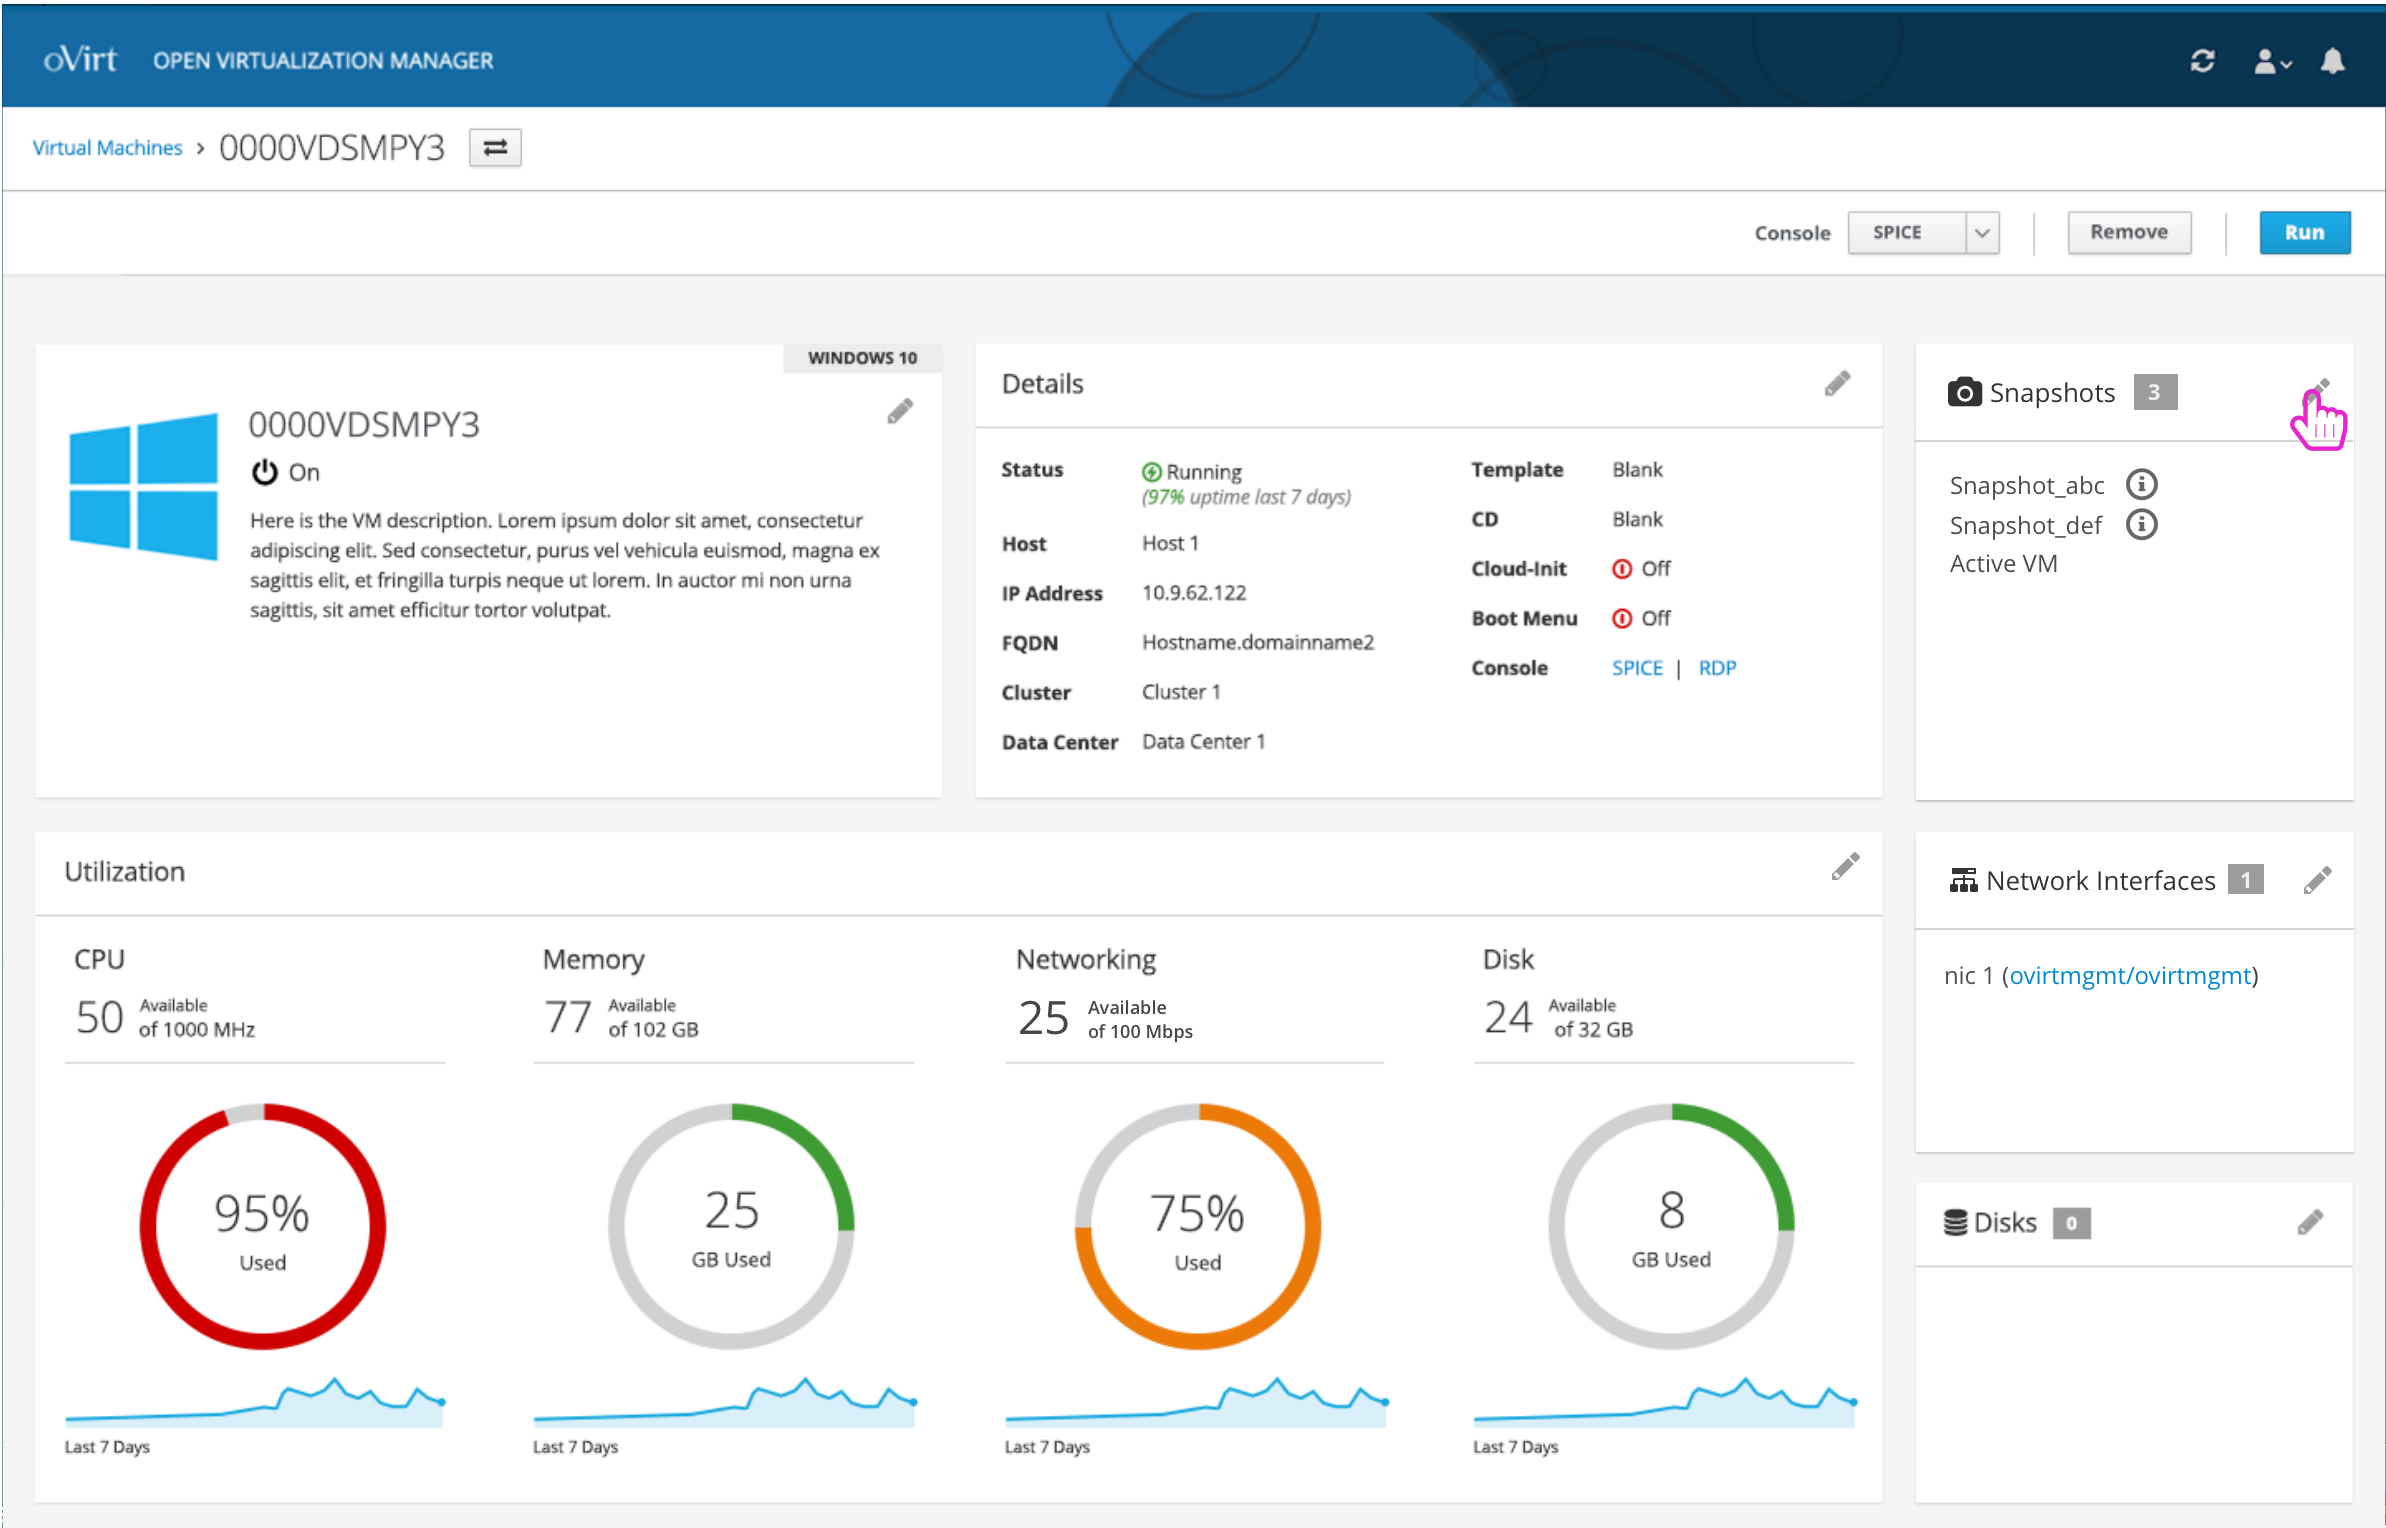 oVirt OPEN VIRTUALIZATION MANAGER
Virtual Machines › 0000VDSMPY3
Console SPICE Remove Run
WINDOWS 10
0000VDSMPY3
On
Here is the VM description. Lorem ipsum dolor sit amet, consectetur
adipiscing elit. Sed consectetur, purus vel vehicula euismod, magna ex
sagittis elit, et fringilla turpis neque ut lorem. In auctor mi non urna
sagittis, sit amet efficitur tortor volutpat.
Details
Status Running
(97% uptime last 7 days)
Host Host 1
IP Address 10.9.62.122
FQDN Hostname.domainname2
Cluster Cluster 1
Data Center Data Center 1
Template Blank
CD Blank
Cloud-Init Off
Boot Menu Off
Console SPICE | RDP
Snapshots 3
Snapshot_abc
Snapshot_def
Active VM
Utilization
CPU
50 Available
of 1000 MHz
95%
Used
Last 7 Days
Memory
77 Available
of 102 GB
25
GB Used
Last 7 Days
Networking
25 Available
of 100 Mbps
75%
Used
Last 7 Days
Disk
24 Available
of 32 GB
8
GB Used
Last 7 Days
Network Interfaces 1
nic 1 (ovirtmgmt/ovirtmgmt)
Disks 0